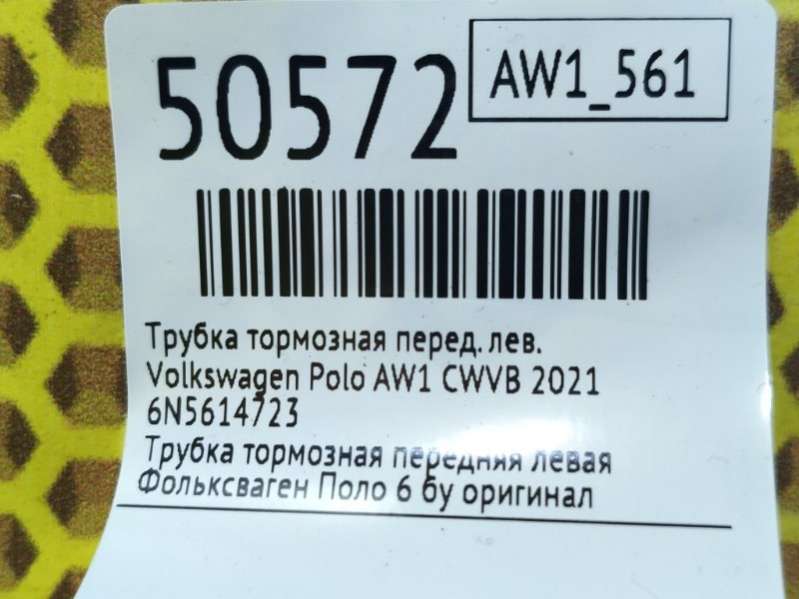 50572
AW1_561
Трубка тормозная перед. лев.
Volkswagen Polo AW1 CWVB 2021
6N5614723
Трубка тормозная передняя левая
Фольксваген Поло 6 бу оригинал